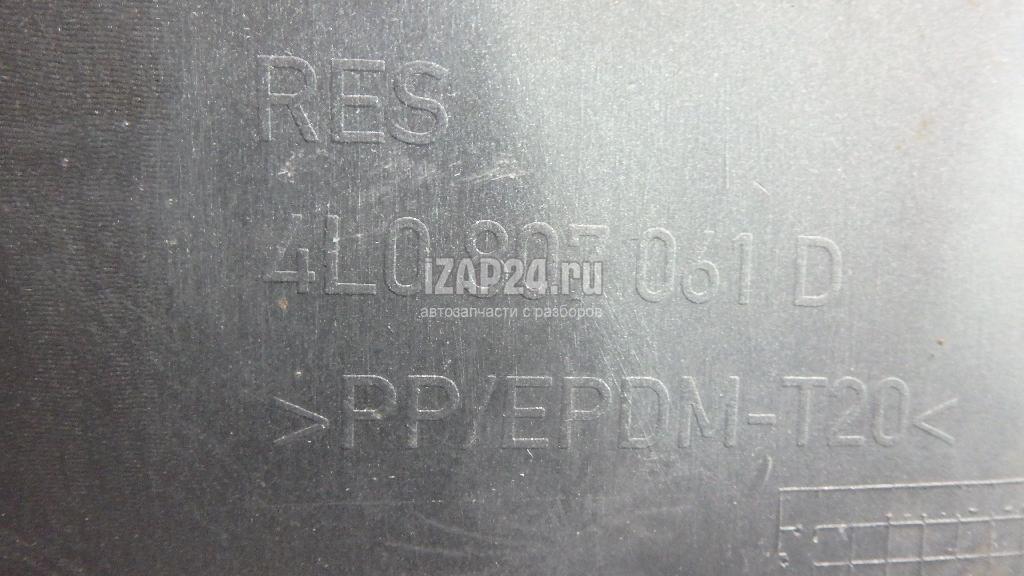 RES
4L0 807 061 D
iZAP24.ru
автозапчасти с разборов
>PP/EPDM-T20<